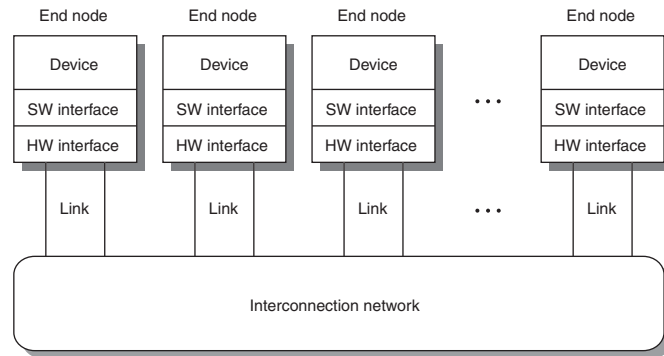 End node End node End node End node
Device Device Device Device
SW interface SW interface SW interface ... SW interface
HW interface HW interface HW interface HW interface
Link Link Link ... Link
Interconnection network